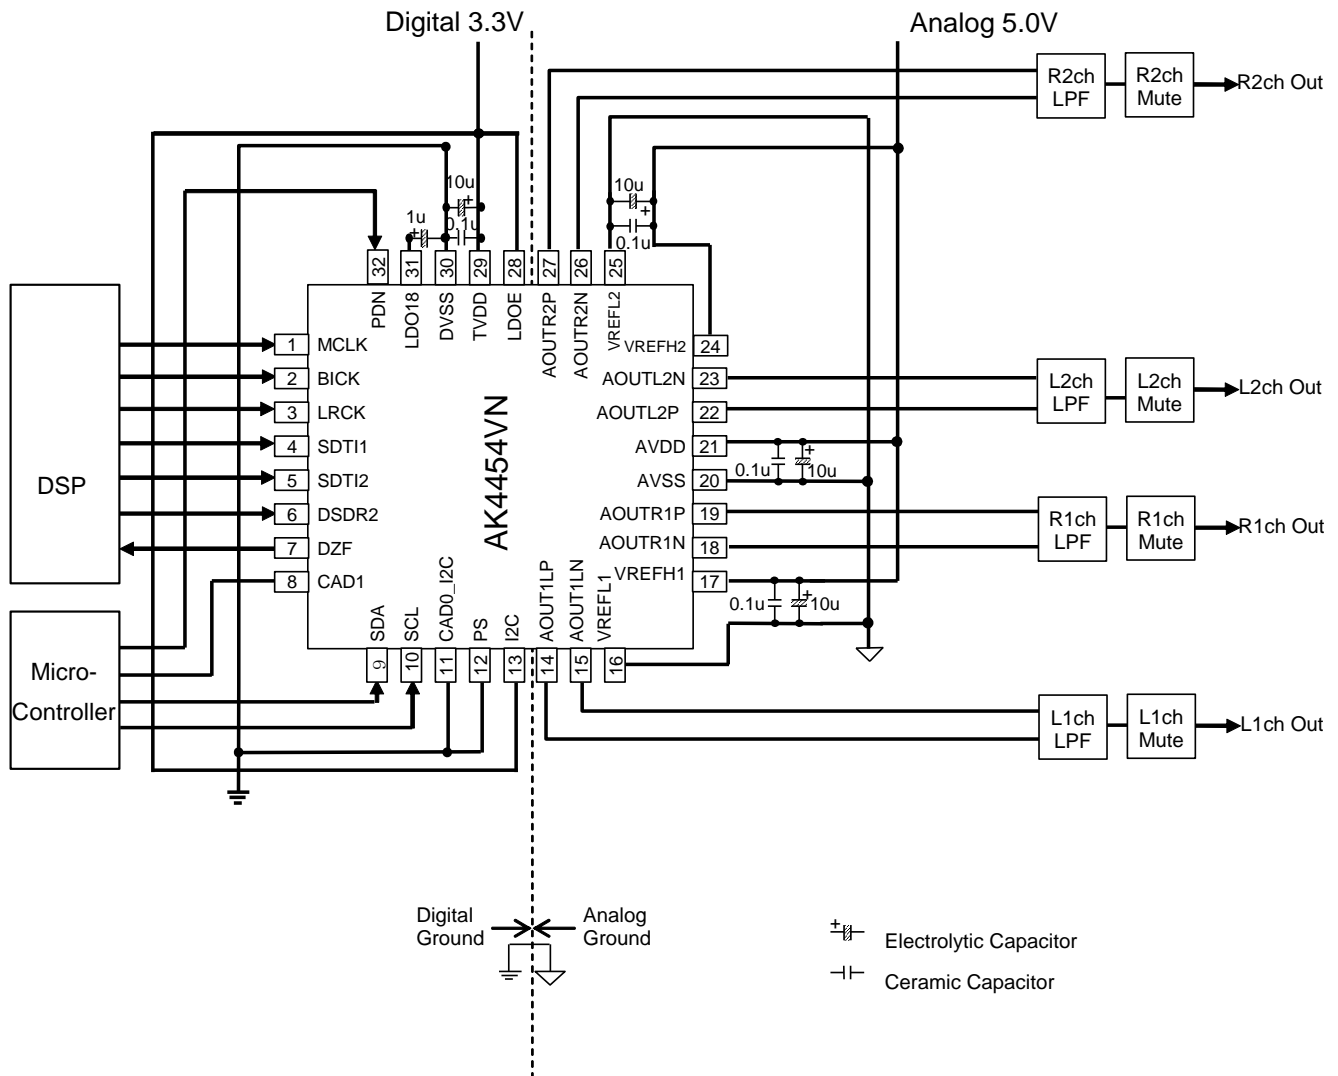 Digital 3.3V
Analog 5.0V
R2ch
LPF
R2ch
Mute
R2ch Out
10u
+
1u
+
0.1u
10u
+
0.1u
32
31
30
29
28
27
26
25
PDN
LDO18
DVSS
TVDD
LDOE
AOUTR2P
AOUTR2N
VREFL2
DSP
1
MCLK
2
BICK
3
LRCK
4
SDTI1
5
SDTI2
6
DSDR2
7
DZF
8
CAD1
AK4454VN
VREFH2
24
AOUTL2N
23
AOUTL2P
22
AVDD
21
AVSS
20
AOUTR1P
19
AOUTR1N
18
VREFH1
17
L2ch
LPF
L2ch
Mute
L2ch Out
0.1u
+
10u
R1ch
LPF
R1ch
Mute
R1ch Out
0.1u
+
10u
SDA
SCL
CAD0_I2C
PS
I2C
AOUT1LP
AOUT1LN
VREFL1
9
10
11
12
13
14
15
16
Micro-
Controller
L1ch
LPF
L1ch
Mute
L1ch Out
Digital
Ground
Analog
Ground
+
Electrolytic Capacitor
Ceramic Capacitor